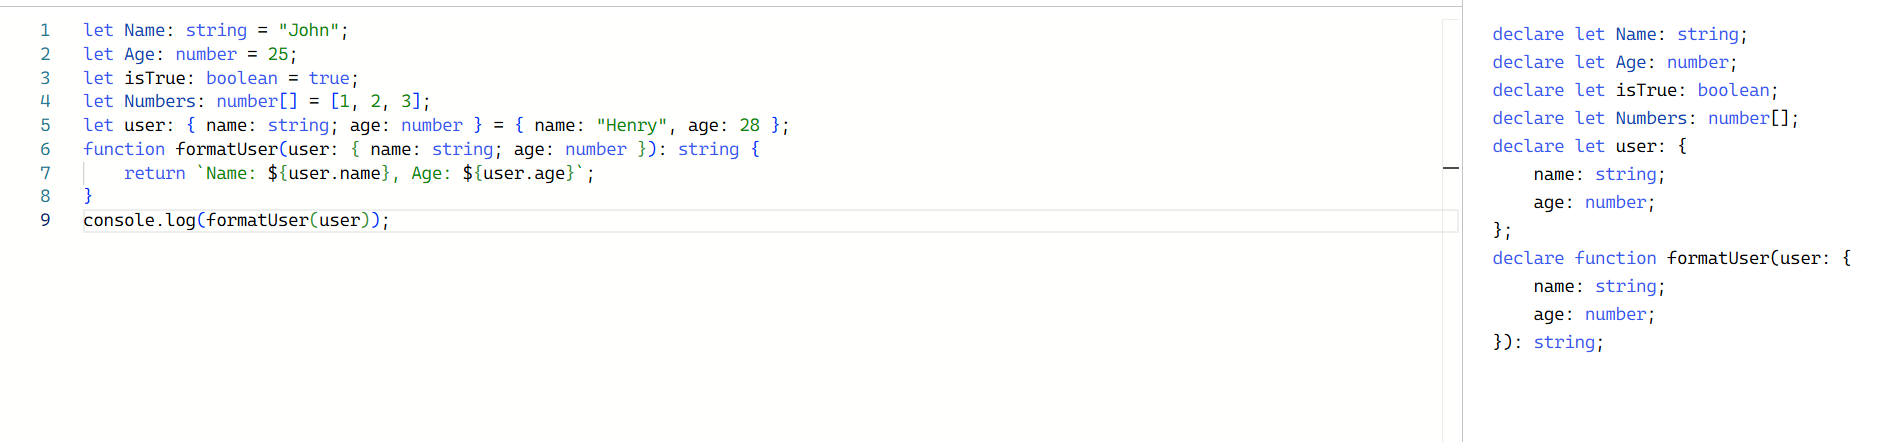 1 let Name: string = "John";
2 let Age: number = 25;
3 let isTrue: boolean = true;
4 let Numbers: number[] = [1, 2, 3];
5 let user: { name: string; age: number } = { name: "Henry", age: 28 };
6 function formatUser(user: { name: string; age: number }): string {
7     return `Name: ${user.name}, Age: ${user.age}`;
8 }
9 console.log(formatUser(user));
declare let Name: string;
declare let Age: number;
declare let isTrue: boolean;
declare let Numbers: number[];
declare let user: {
    name: string;
    age: number;
};
declare function formatUser(user: {
    name: string;
    age: number;
}): string;